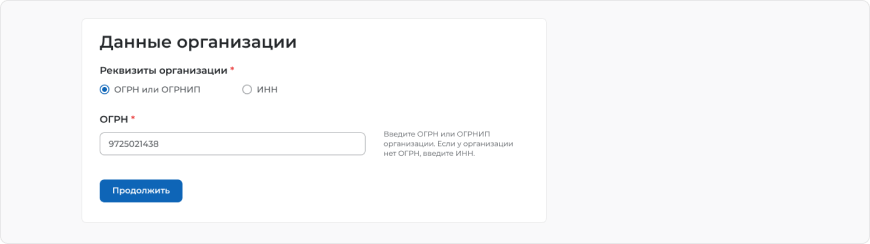 Данные организации
Реквизиты организации *
ОГРН или ОГРНИП
ИНН
ОГРН *
9725021438
Введите ОГРН или ОГРНИП
организации. Если у организации
нет ОГРН, введите ИНН.
Продолжить